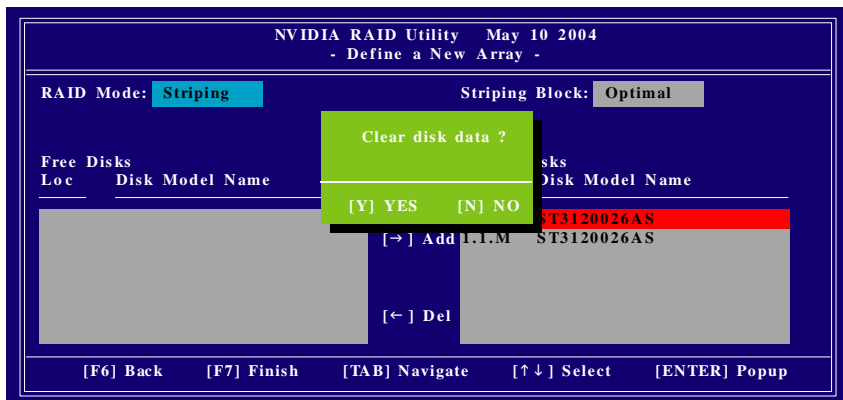 NVIDIA RAID Utility May 10 2004
- Define a New Array -
RAID Mode: Striping Striping Block: Optimal
Clear disk data ?
[Y] YES [N] NO
Free Disks sks
Loc Disk Model Name Disk Model Name
ST3120026AS
[→] Add 1.1.M ST3120026AS
[←] Del
[F6] Back [F7] Finish [TAB] Navigate [↑↓] Select [ENTER] Popup